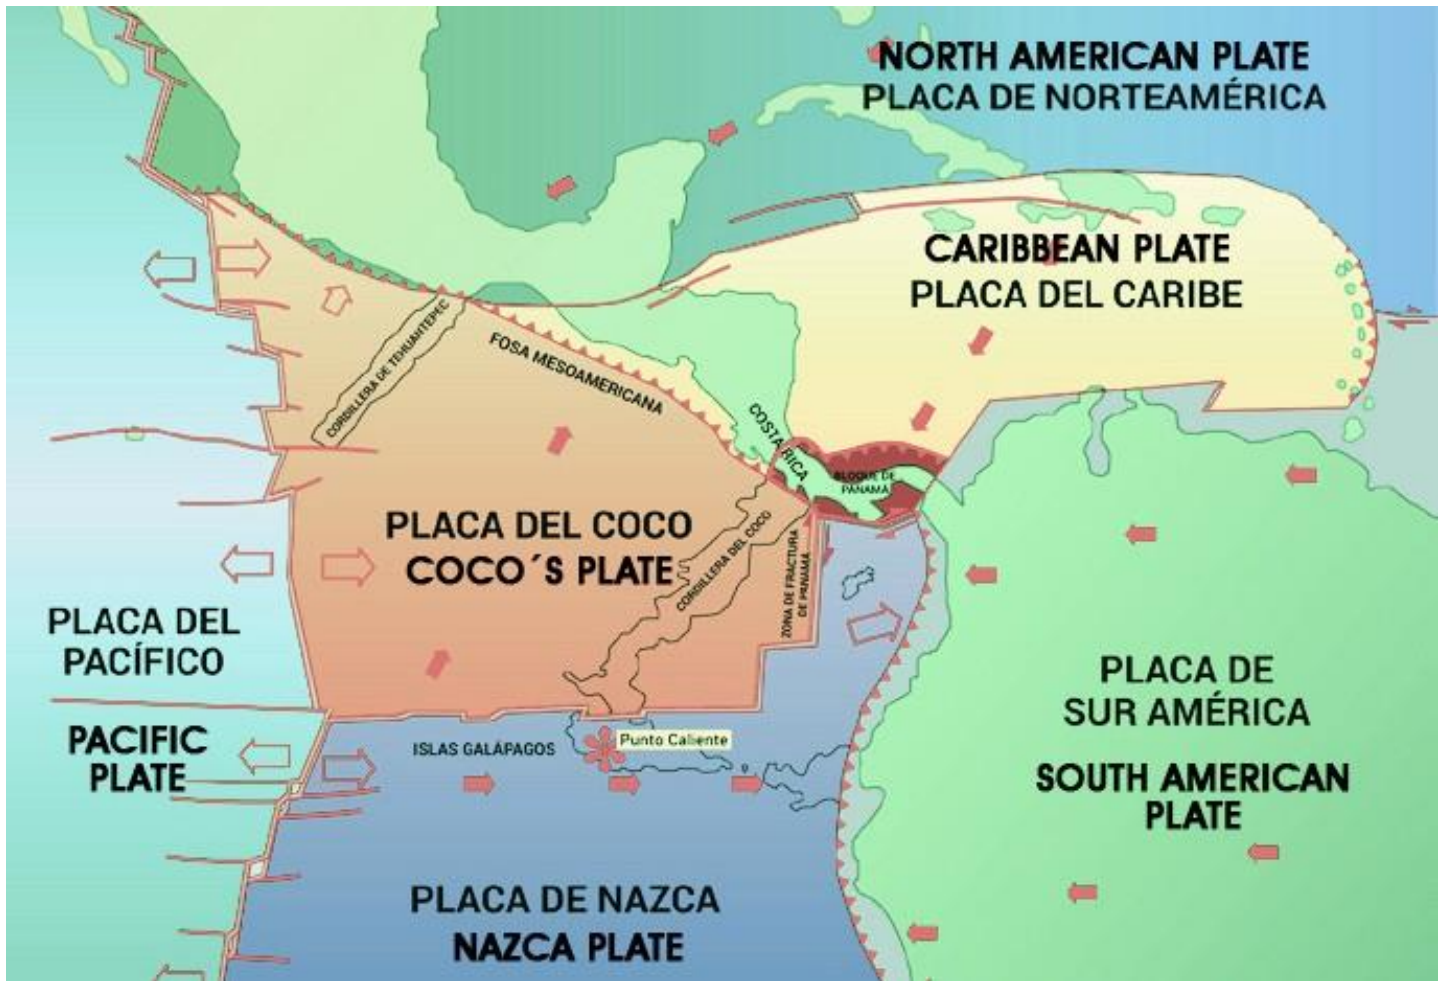 NORTH AMERICAN PLATE
PLACA DE NORTEAMÉRICA
CARIBBEAN PLATE
PLACA DEL CARIBE
CORDILLERA DE TEHUANTEPEC
FOSA MESOAMERICANA
COSTA RICA
BLOQUE DE
PANAMÁ
PLACA DEL COCO
COCO´S PLATE
CORDILLERA DEL COCO
ZONA DE FRACTURA
DE PANAMÁ
PLACA DEL
PACÍFICO
PACIFIC
PLATE
ISLAS GALÁPAGOS
Punto Caliente
PLACA DE
SUR AMÉRICA
SOUTH AMERICAN
PLATE
PLACA DE NAZCA
NAZCA PLATE